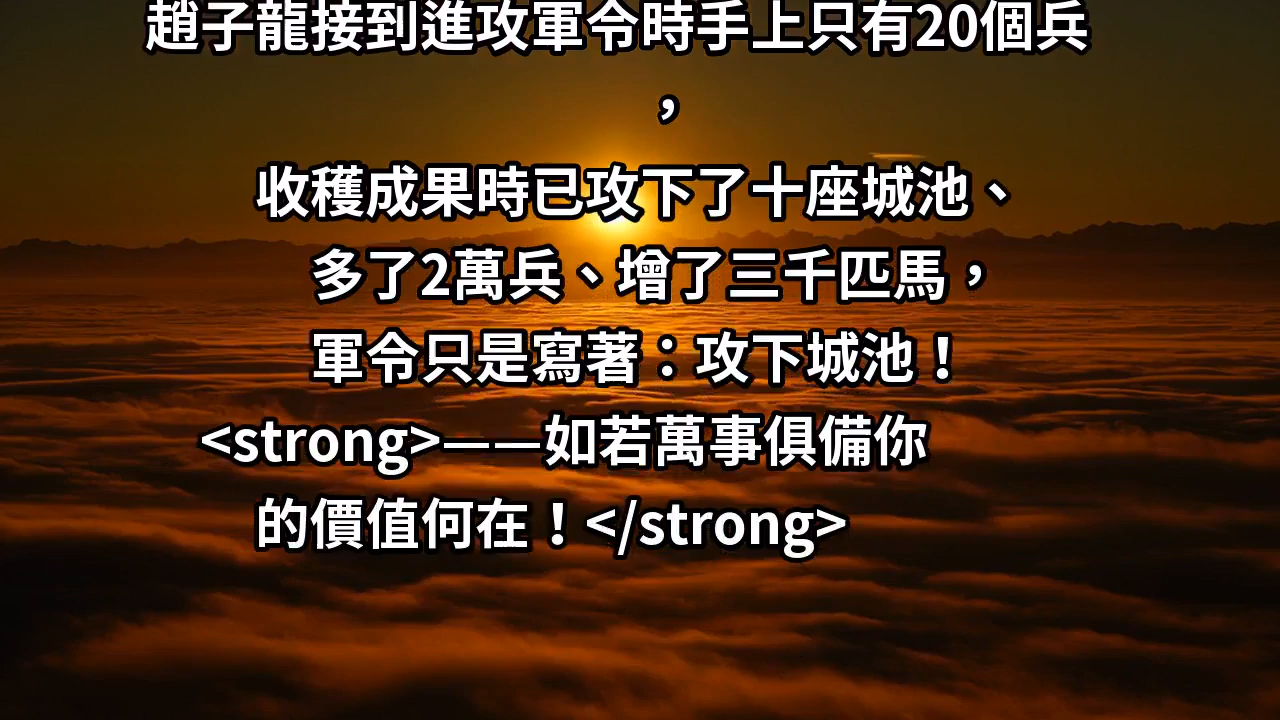 趙子龍接到進攻軍令時手上只有20個兵
，
收穫成果時已攻下了十座城池、
多了2萬兵、增了三千匹馬，
軍令只是寫著：攻下城池！
<strong>——如若萬事俱備你
的價值何在！</strong>